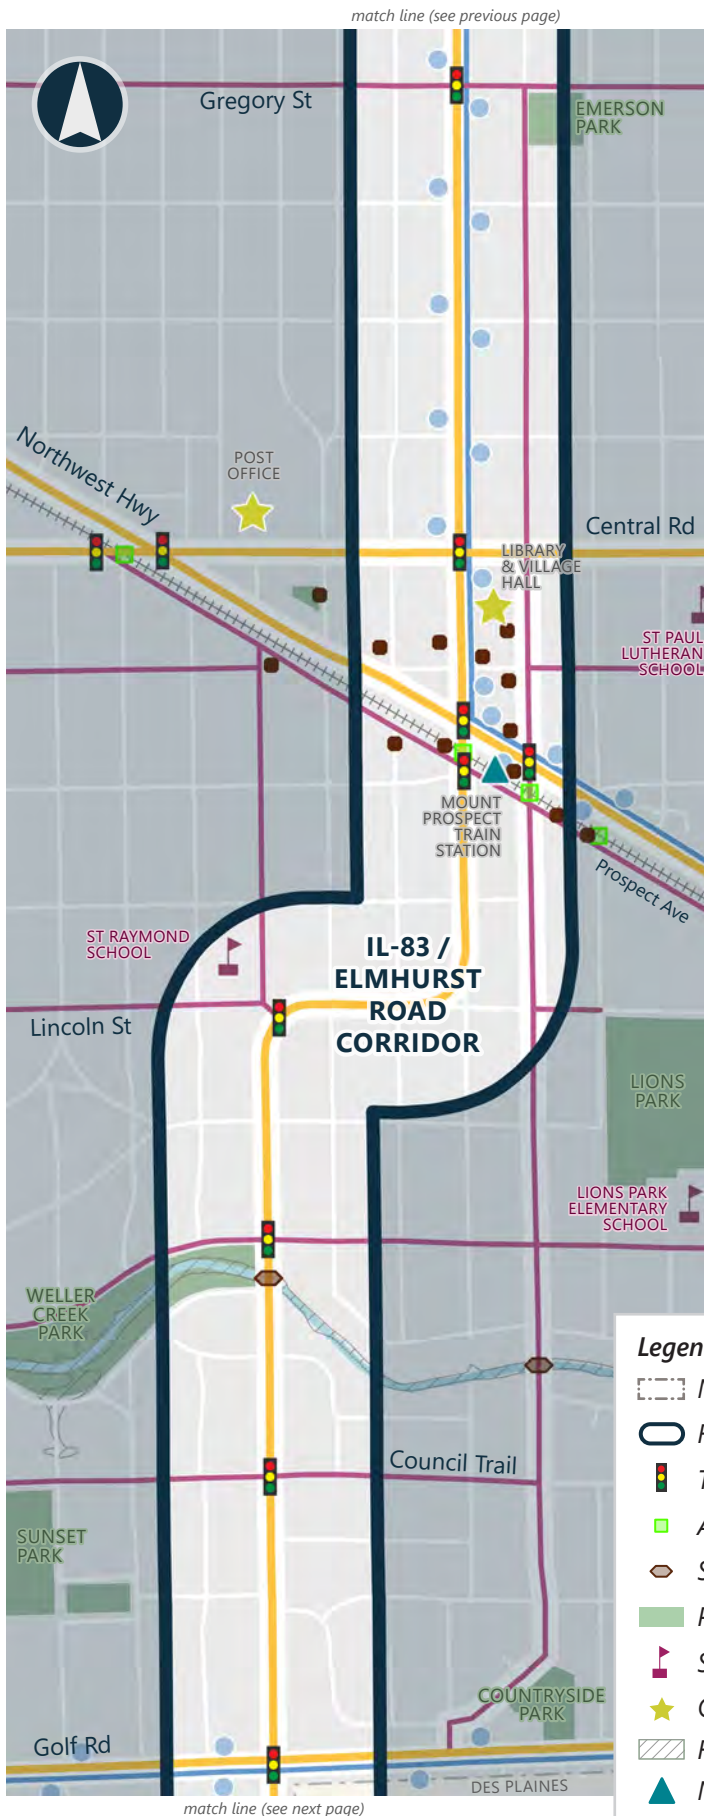 match line (see previous page)
Gregory St
EMERSON
PARK
Northwest Hwy
POST
OFFICE
Central Rd
LIBRARY
& VILLAGE
HALL
ST PAUL
LUTHERAN
SCHOOL
MOUNT
PROSPECT
TRAIN
STATION
Prospect Ave
ST RAYMOND
SCHOOL
IL-83 /
ELMHURST
ROAD
CORRIDOR
Lincoln St
LIONS
PARK
LIONS PARK
ELEMENTARY
SCHOOL
WELLER
CREEK
PARK
Legen
Council Trail
SUNSET
PARK
COUNTRYSIDE
PARK
Golf Rd
DES PLAINES
match line (see next page)